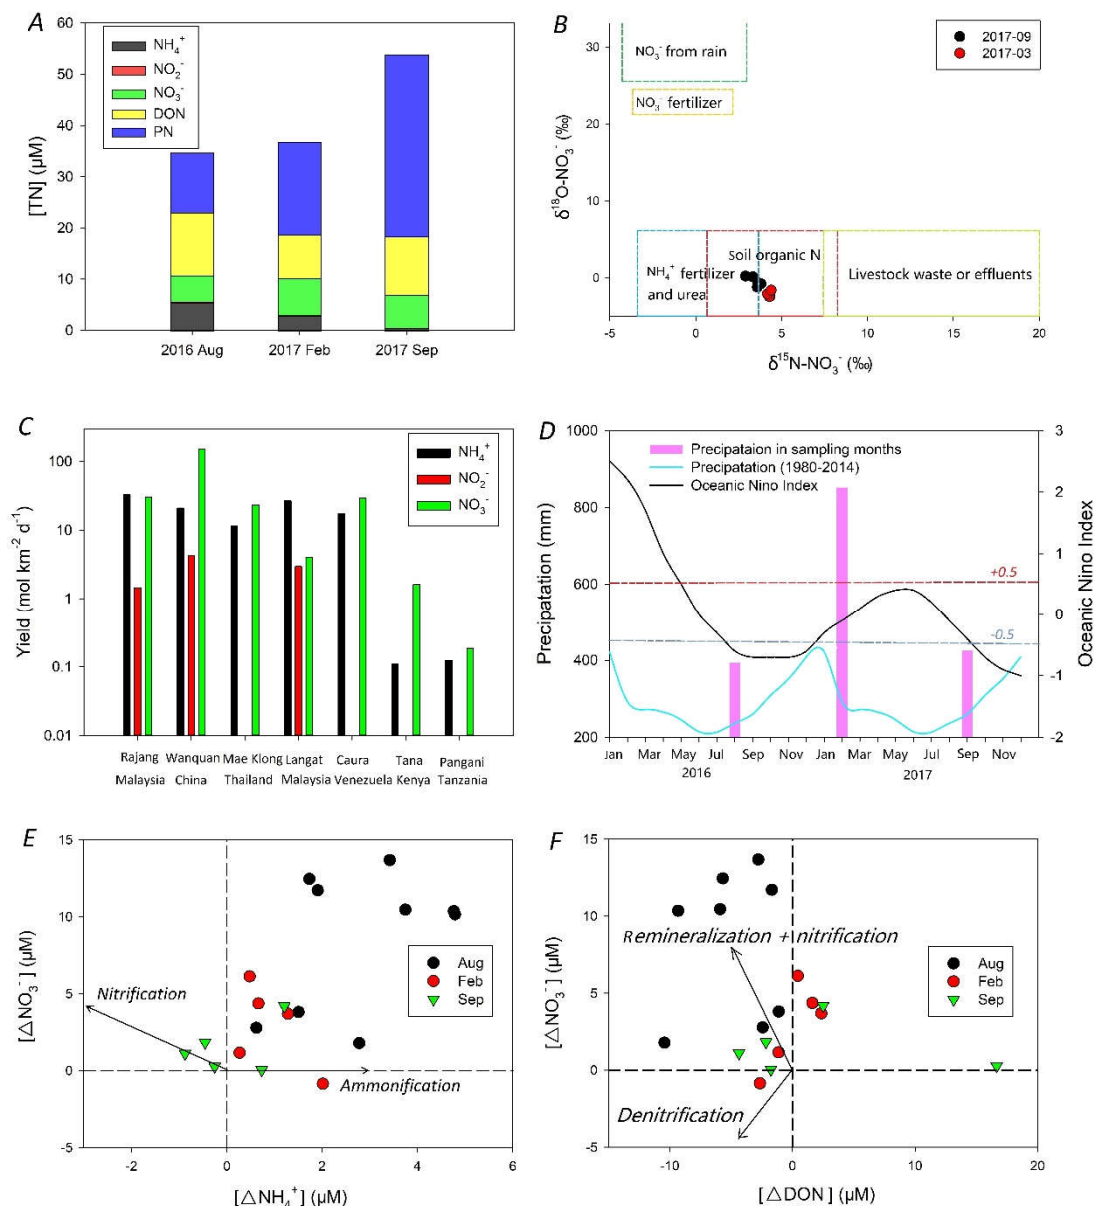 A
60
50
40
30
20
10
0
[TN] (µM)
NH₄⁺
NO₂⁻
NO₃⁻
DON
PN
2016 Aug 2017 Feb 2017 Sep
B
30
20
10
0
δ¹⁸O-NO₃⁻ (‰)
NO₃⁻ from rain
NO₃⁻ fertilizer
2017-09
2017-03
Soil organic N
NH₄⁺ fertilizer
and urea
Livestock waste or effluents
-5 0 5 10 15 20
δ¹⁵N-NO₃⁻ (‰)
C
100
10
1
0.1
0.01
Yield (mol km⁻² d⁻¹)
NH₄⁺
NO₂⁻
NO₃⁻
Rajang Wanquan Mae Klong Langat Caura Tana Pangani
Malaysia China Thailand Malaysia Venezuela Kenya Tanzania
D
1000
800
600
400
200
Precipatation (mm)
Precipataion in sampling months
Precipatation (1980-2014)
Oceanic Nino Index
+0.5
-0.5
3
2
1
0
-1
-2
Oceanic Nino Index
Jan Mar May Jul Sep Nov Jan Mar May Jul Sep Nov
2016 2017
E
15
10
5
0
-5
[△NO₃⁻] (µM)
Aug
Feb
Sep
Nitrification
Ammonification
-2 0 2 4 6
[△NH₄⁺] (µM)
F
15
10
5
0
-5
[△NO₃⁻] (µM)
Remineralization + nitrification
Aug
Feb
Sep
Denitrification
-10 0 10 20
[△DON] (µM)